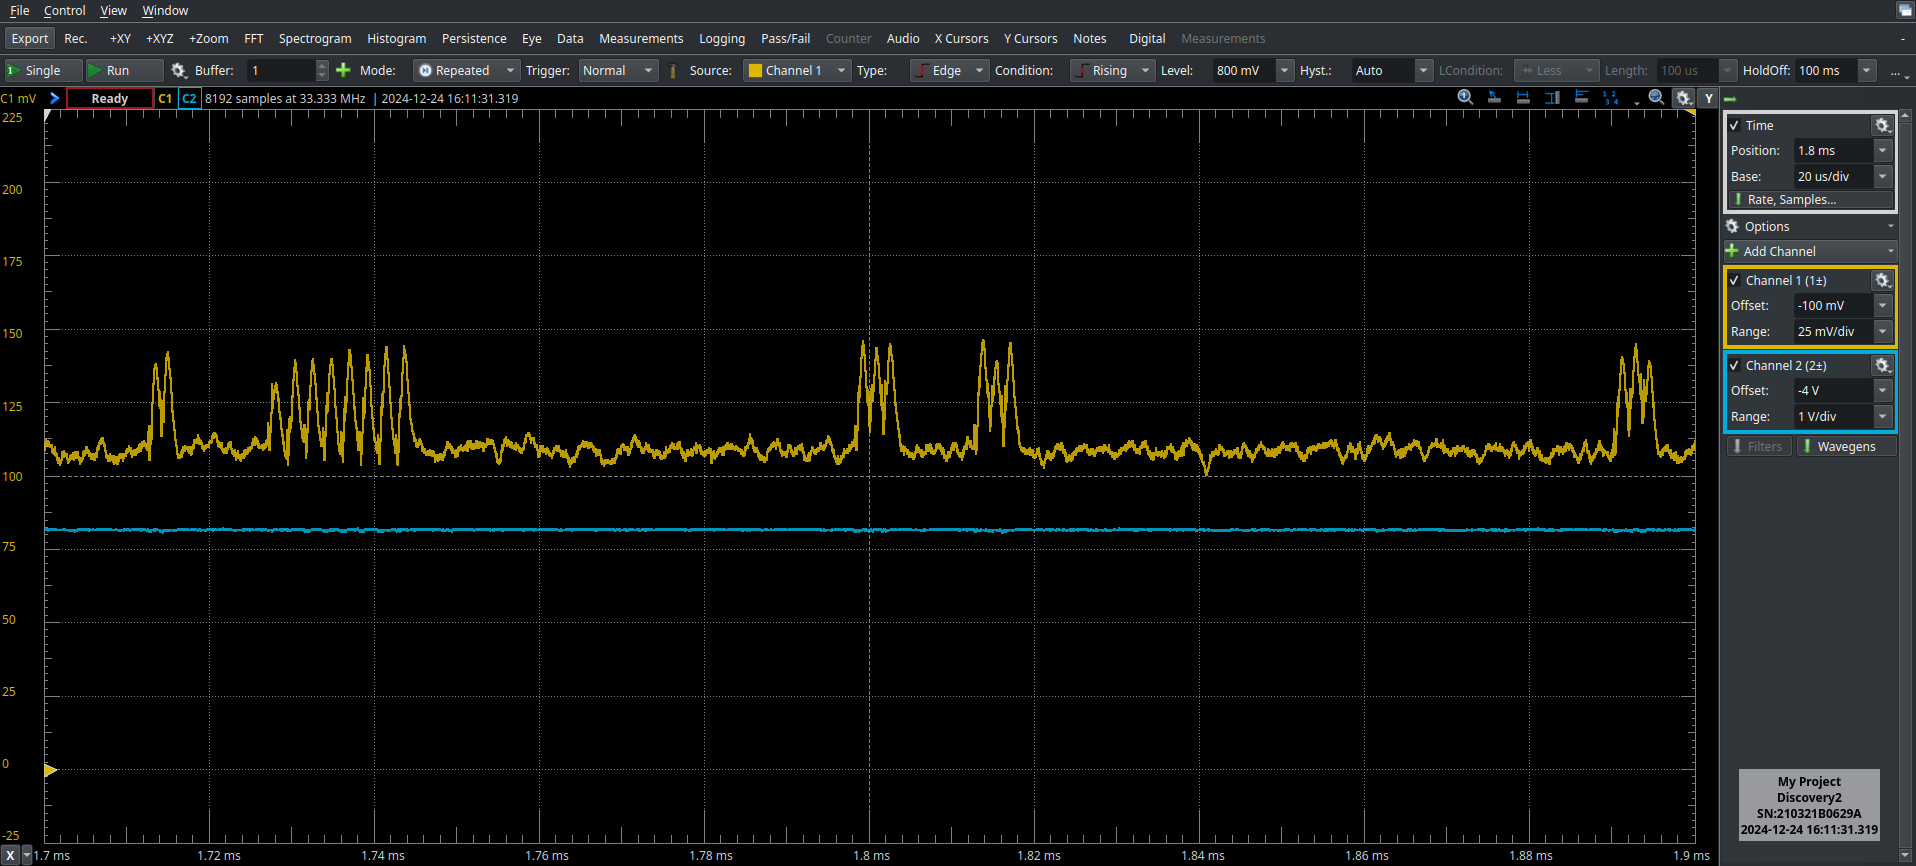 File Control View Window
Export Rec. +XY +XYZ +Zoom FFT Spectrogram Histogram Persistence Eye Data Measurements Logging Pass/Fail Counter Audio X Cursors Y Cursors Notes Digital Measurements -
1 Single Run Buffer: 1 Mode: Repeated Trigger: Normal Source: Channel 1 Type: Edge Condition: Rising Level: 800 mV Hyst.: Auto LCondition: Less Length: 100 us HoldOff: 100 ms ...
C1 mV Ready C1 C2 8192 samples at 33.333 MHz | 2024-12-24 16:11:31.319 1 2 3 4 Y
225
200
175
150
125
100
75
50
25
0
-25
X 1.7 ms 1.72 ms 1.74 ms 1.76 ms 1.78 ms 1.8 ms 1.82 ms 1.84 ms 1.86 ms 1.88 ms 1.9 ms
Time
Position: 1.8 ms
Base: 20 us/div
Rate, Samples...
Options
Add Channel
Channel 1 (1±)
Offset: -100 mV
Range: 25 mV/div
Channel 2 (2±)
Offset: -4 V
Range: 1 V/div
Filters Wavegens
My Project
Discovery2
SN:210321B0629A
2024-12-24 16:11:31.319